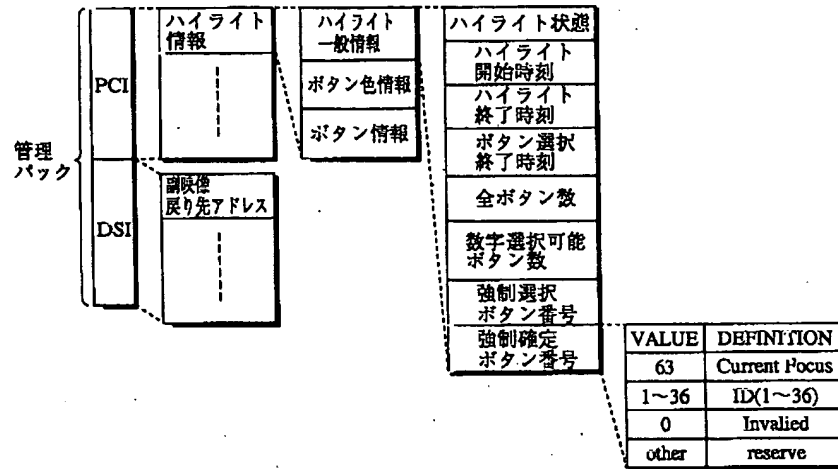 管理
パック
PCI
DSI
ハイライト
情報
副映像
戻り先アドレス
ハイライト
一般情報
ボタン色情報
ボタン情報
ハイライト状態
ハイライト
開始時刻
ハイライト
終了時刻
ボタン選択
終了時刻
全ボタン数
数字選択可能
ボタン数
強制選択
ボタン番号
強制確定
ボタン番号
VALUE DEFINITION
63 Current Focus
1~36 ID(1~36)
0 Invalied
other reserve